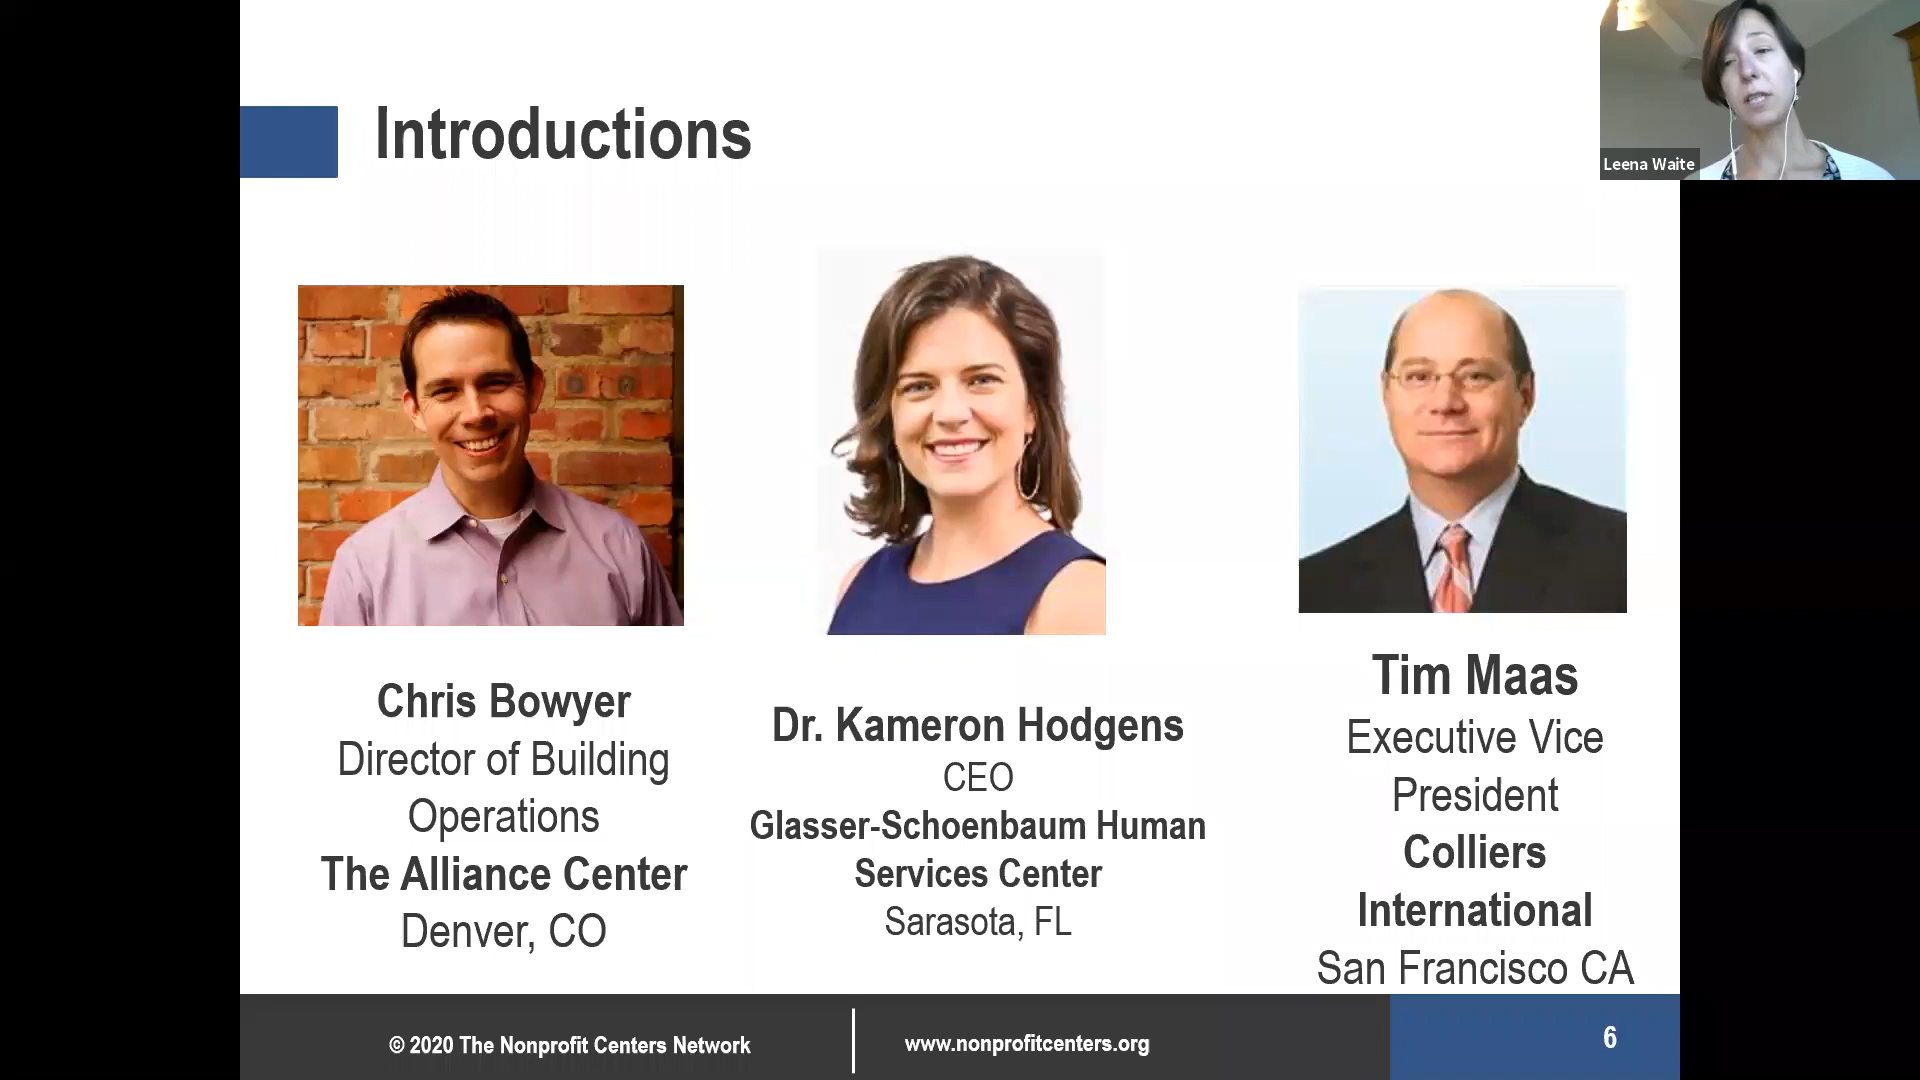 Introductions
Leena Waite
Chris Bowyer
Director of Building
Operations
The Alliance Center
Denver, CO
Dr. Kameron Hodgens
CEO
Glasser-Schoenbaum Human
Services Center
Sarasota, FL
Tim Maas
Executive Vice
President
Colliers
International
San Francisco CA
© 2020 The Nonprofit Centers Network
www.nonprofitcenters.org
6